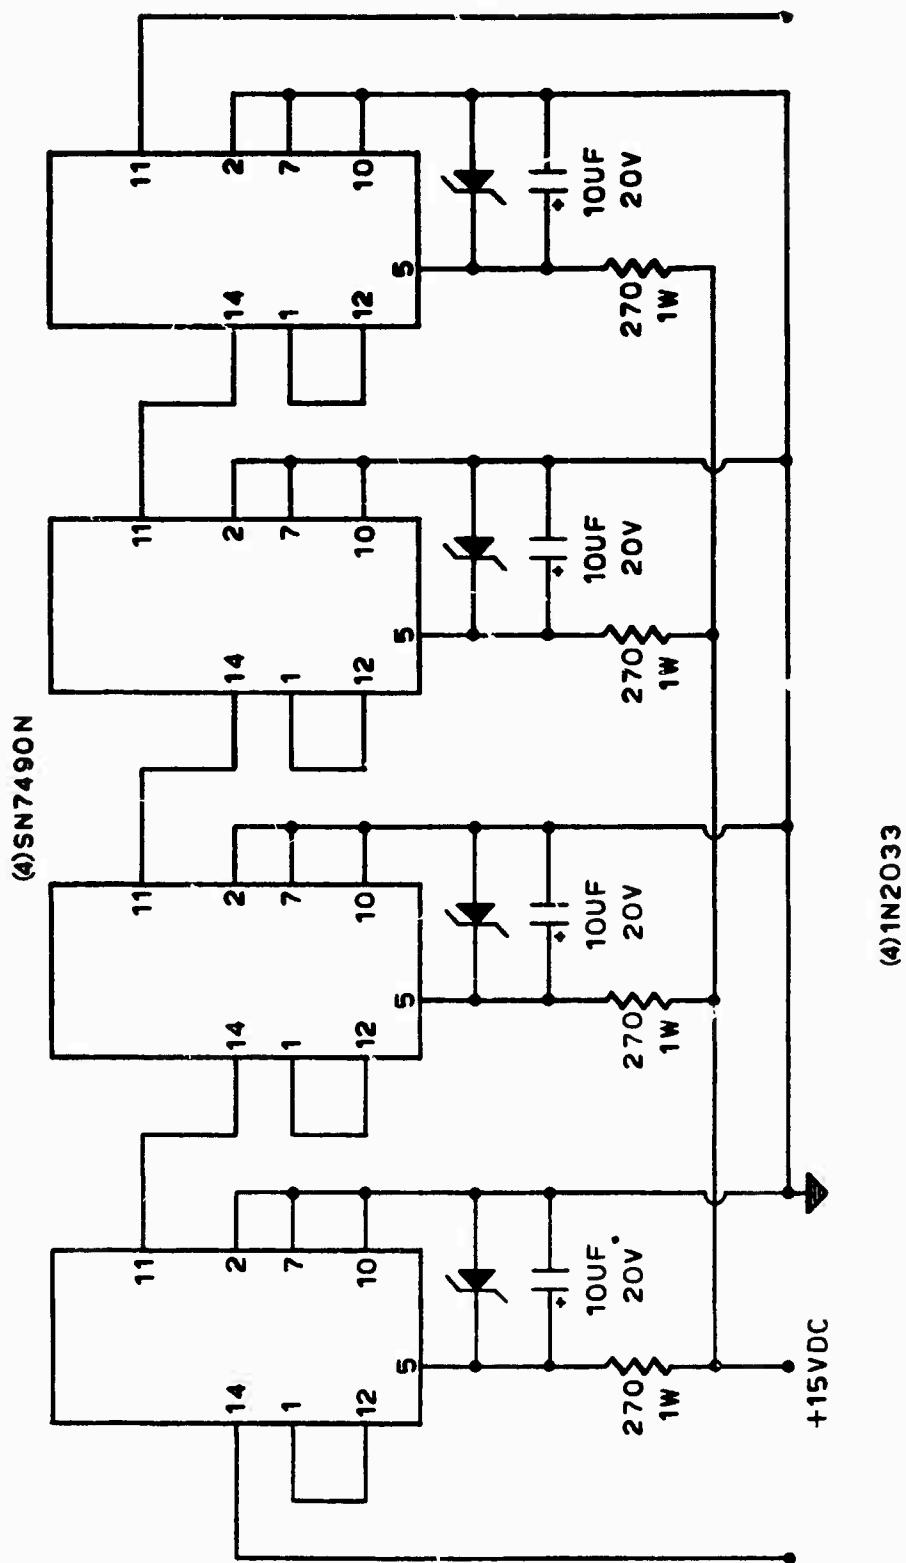 (4)SN7490N
11 11 11 11
14 2 14 2 14 2 14 2
1 7 1 7 1 7 1 7
12 10 12 10 12 10 12 10
5 5 5 5
+ + + +
10UF 10UF 10UF 10UF
270 20V 270 20V 270 20V 270 20V
1W 1W 1W 1W
+15VDC
(4)1N2033